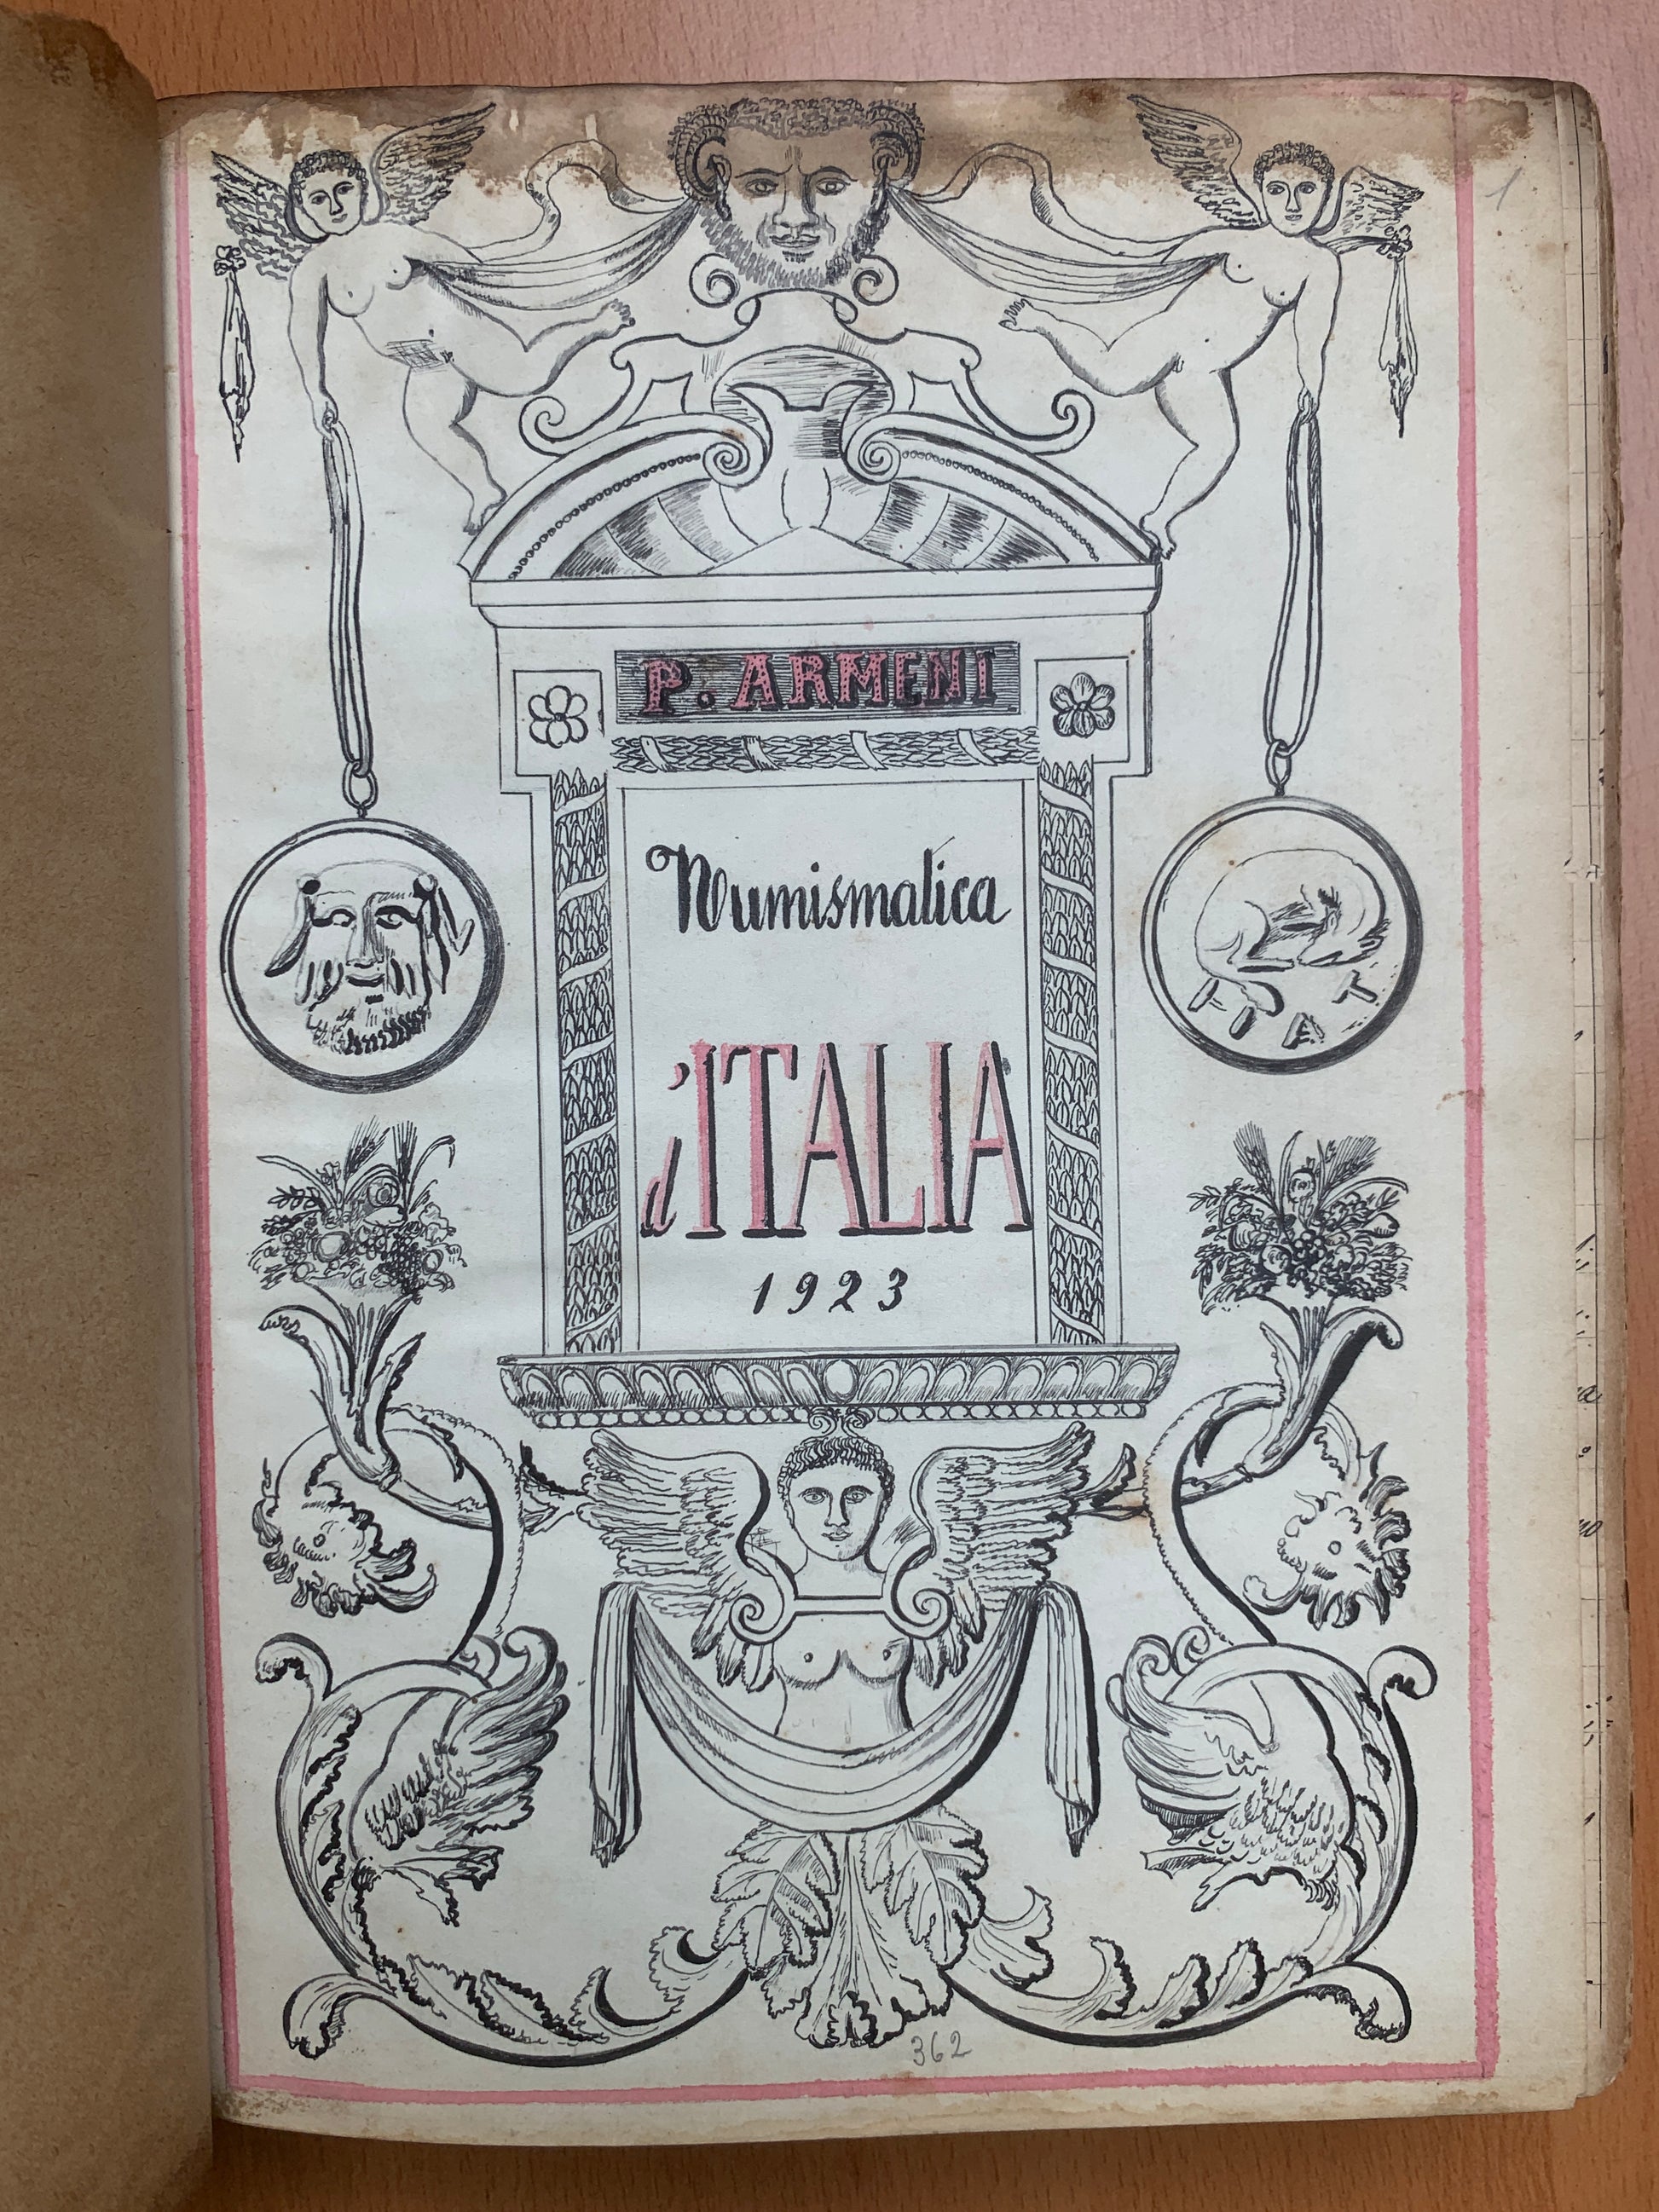 1
P. ARMENI
Numismatica
d'ITALIA
1923
362